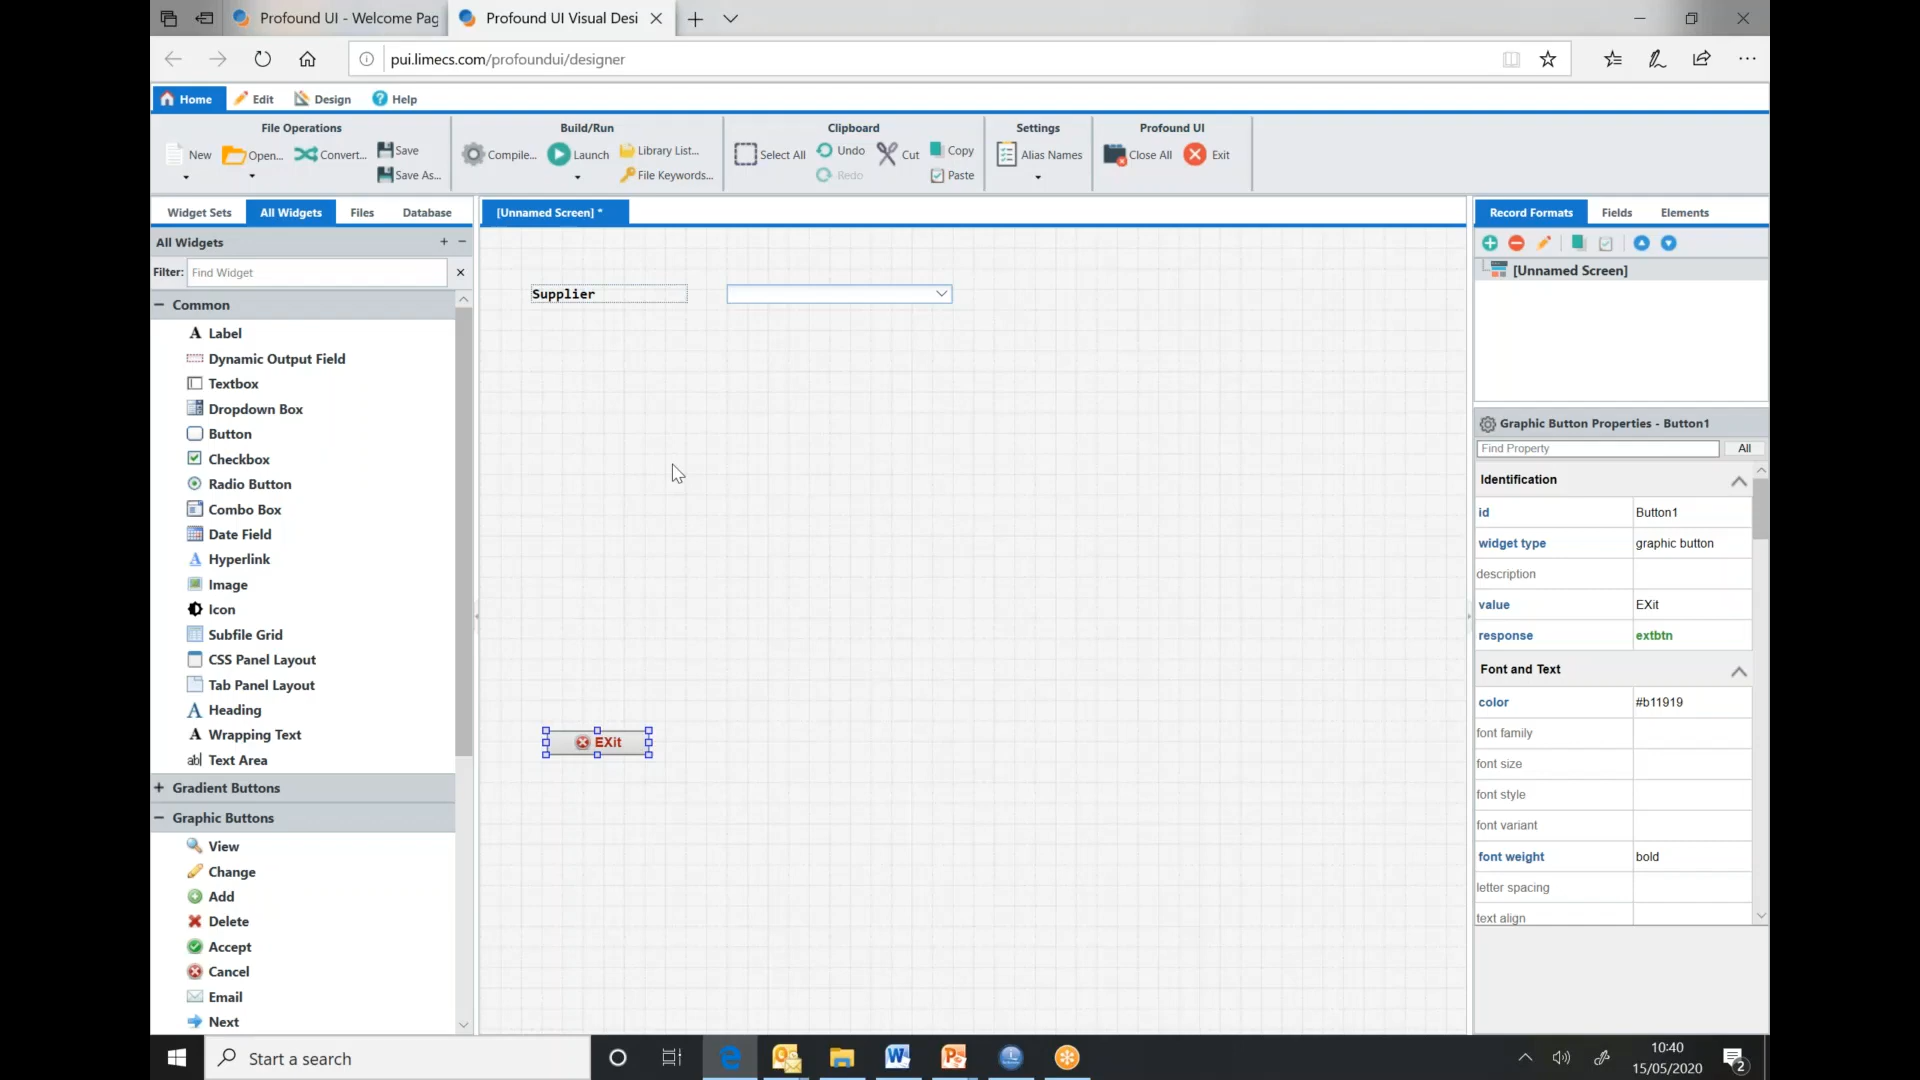 Profound UI - Welcome Pag
Profound UI Visual Desi
pui.limecs.com/profoundui/designer
Home
Edit
Design
Help
File Operations
Build/Run
Clipboard
Settings
Profound UI
New
Open...
Convert...
Save
Save As...
Compile...
Launch
Library List...
File Keywords...
Select All
Undo
Redo
Cut
Copy
Paste
Alias Names
Close All
Exit
Widget Sets
All Widgets
Files
Database
All Widgets
Filter:
Find Widget
Common
Label
Dynamic Output Field
Textbox
Dropdown Box
Button
Checkbox
Radio Button
Combo Box
Date Field
Hyperlink
Image
Icon
Subfile Grid
CSS Panel Layout
Tab Panel Layout
Heading
Wrapping Text
Text Area
Gradient Buttons
Graphic Buttons
View
Change
Add
Delete
Accept
Cancel
Email
Next
[Unnamed Screen] *
Supplier
EXit
Record Formats
Fields
Elements
[Unnamed Screen]
Graphic Button Properties - Button1
Find Property
All
Identification
id Button1
widget type graphic button
description
value EXit
response extbtn
Font and Text
color #b11919
font family
font size
font style
font variant
font weight bold
letter spacing
text align
Start a search
10:40
15/05/2020
2